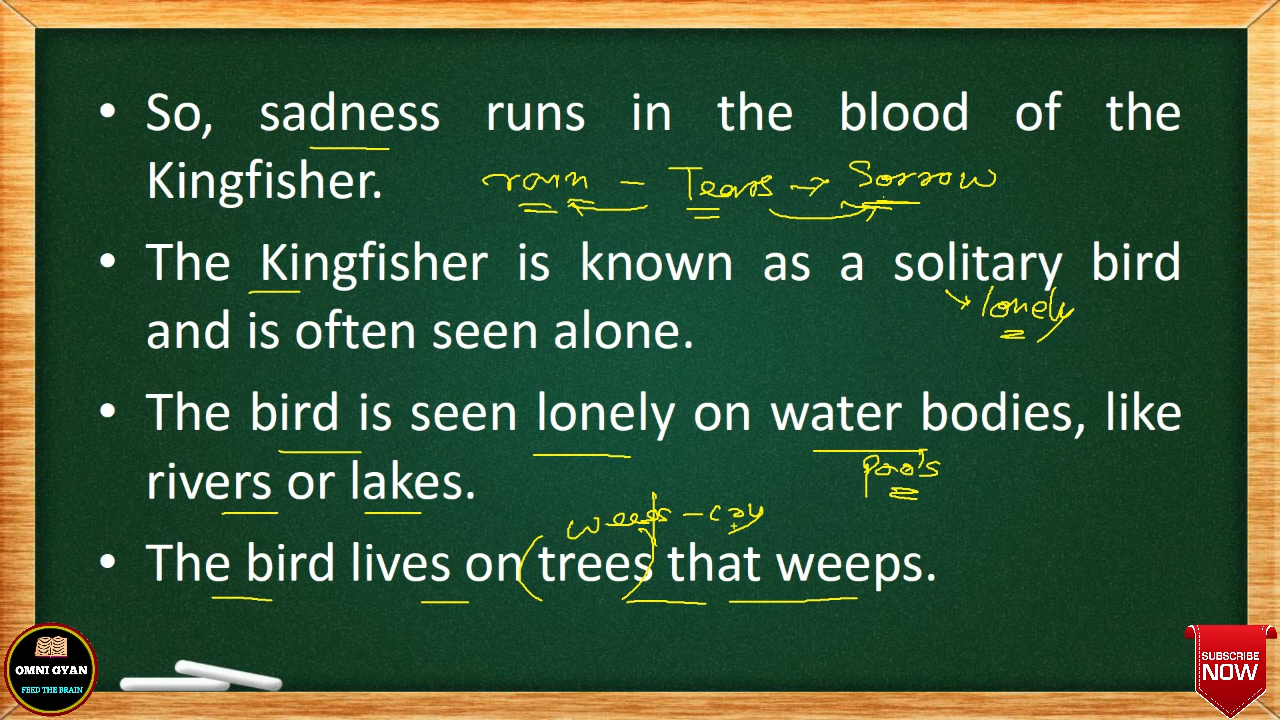 • So, sadness runs in the blood of the
Kingfisher.
rain – Tears → Sorrow
• The Kingfisher is known as a solitary bird
→ lonely
and is often seen alone.
• The bird is seen lonely on water bodies, like
rivers or lakes.
weeps – cry
• The bird lives on (trees) that weeps.
OMNI GYAN
FEED THE BRAIN
SUBSCRIBE
NOW